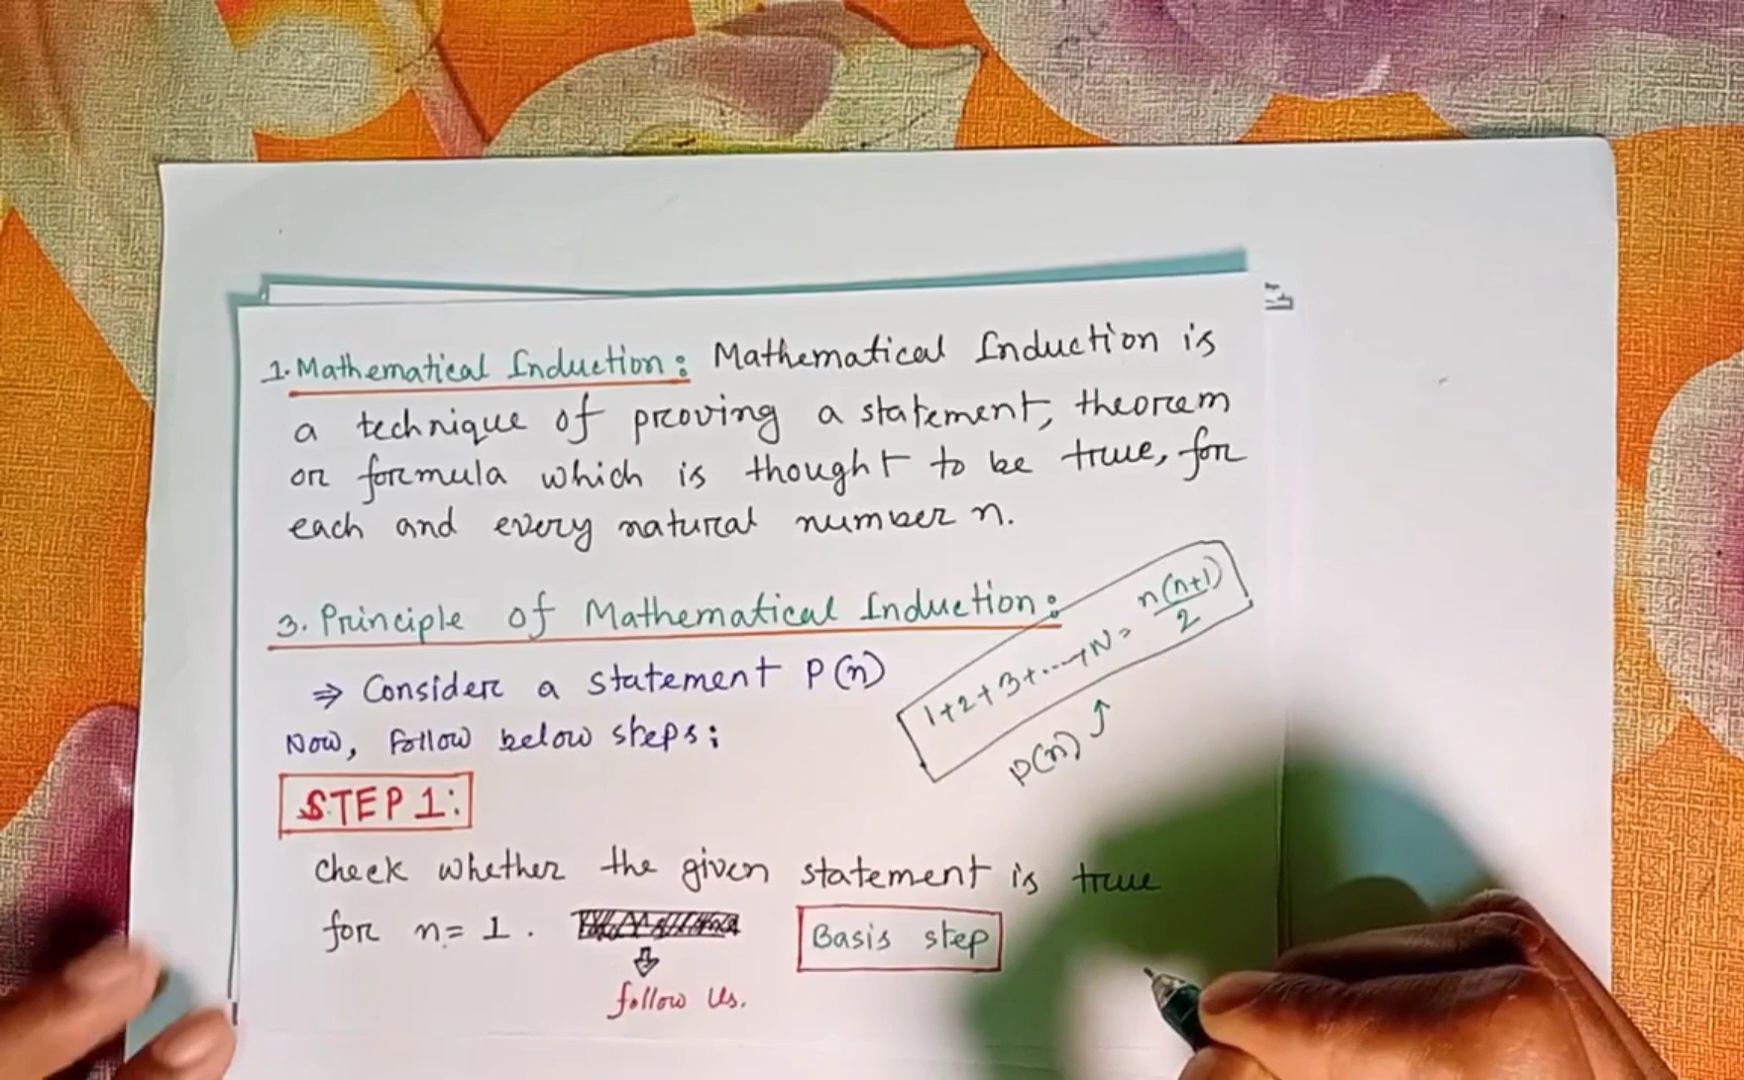 1. Mathematical Induction: Mathematical Induction is
a technique of proving a statement, theorem
or formula which is thought to be true, for
each and every natural number n.
3. Principle of Mathematical Induction:
⇒ Consider a statement P(n)
Now, follow below steps:
1+2+3+....,N = n(n+1)/2
P(n)
STEP 1:
check whether the given statement is true
for n = 1.
Basis step
follow Us.